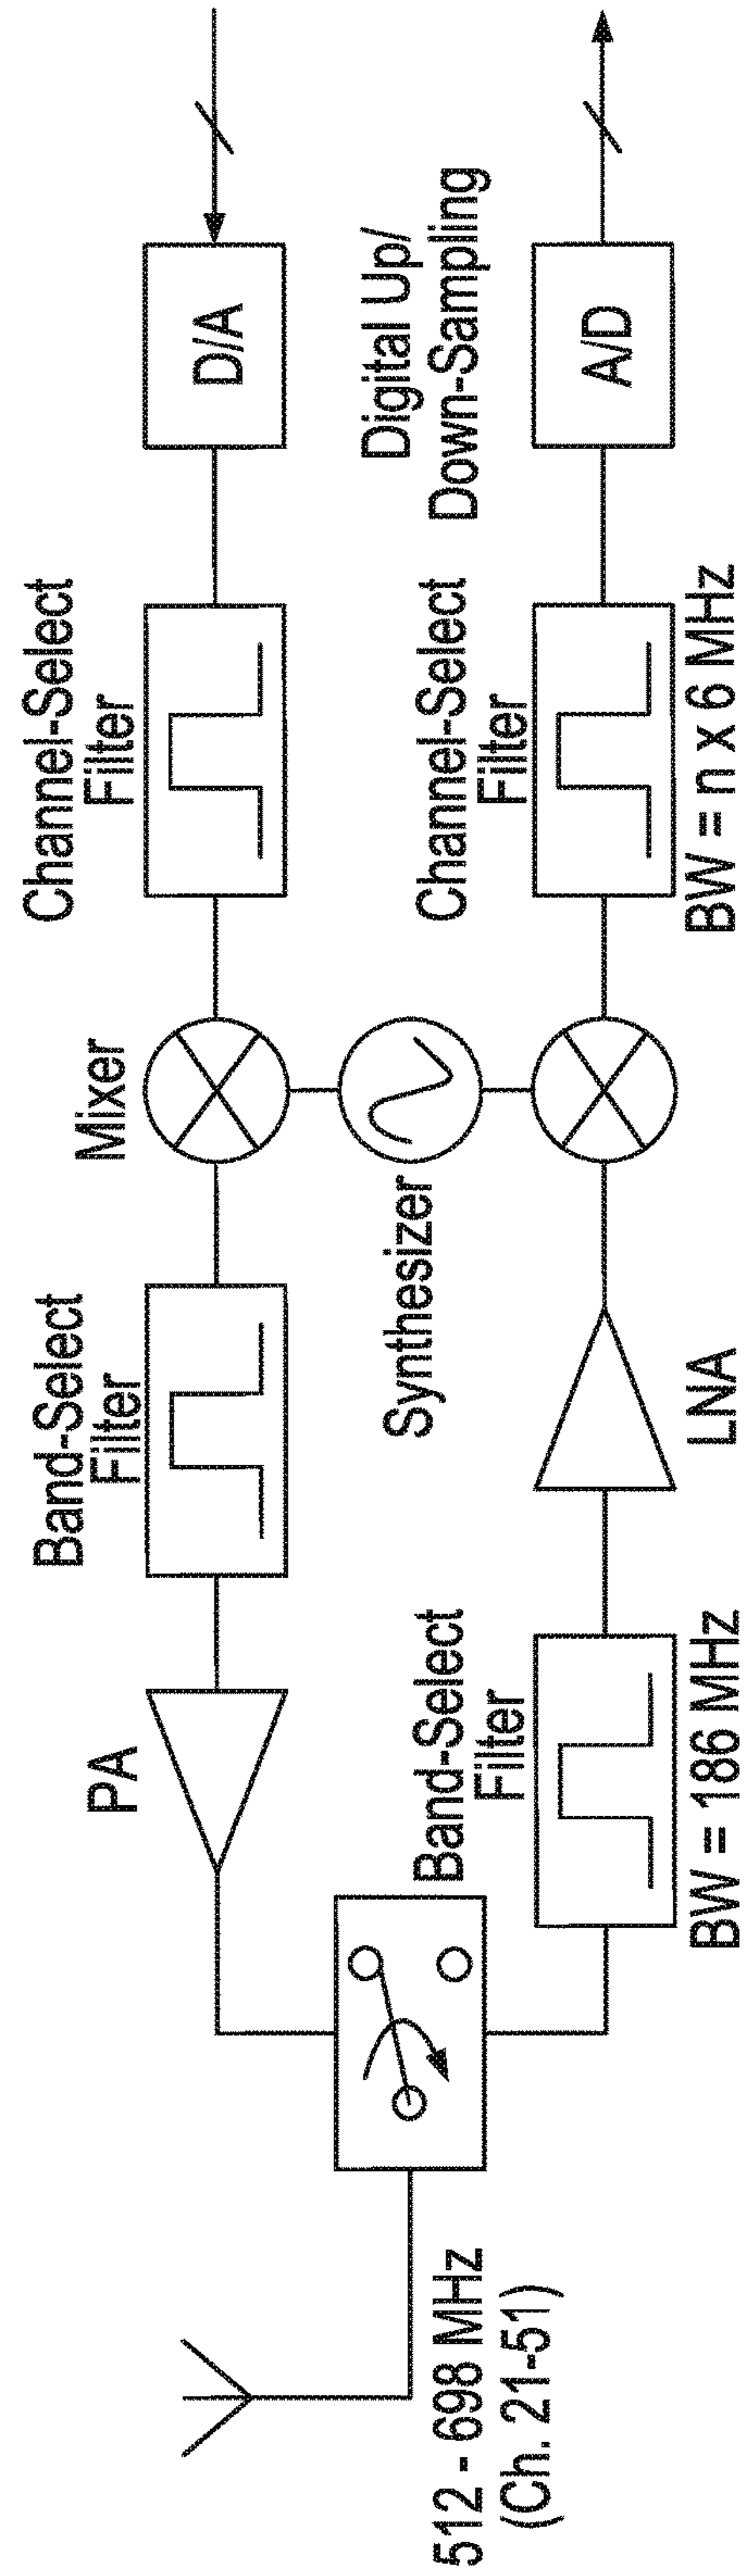 PA
Band-Select
Filter
Mixer
Channel-Select
Filter
D/A
512 - 698 MHz
(Ch. 21-51)
Synthesizer
Digital Up/
Down-Sampling
Band-Select
Filter
BW = 186 MHz
LNA
Channel-Select
Filter
BW = n x 6 MHz
A/D